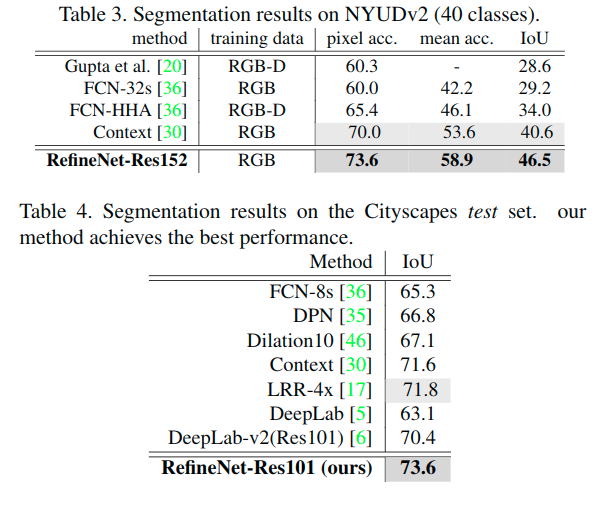 Table 3. Segmentation results on NYUDv2 (40 classes).
method training data pixel acc. mean acc. IoU
Gupta et al. [20] RGB-D 60.3 - 28.6
FCN-32s [36] RGB 60.0 42.2 29.2
FCN-HHA [36] RGB-D 65.4 46.1 34.0
Context [30] RGB 70.0 53.6 40.6
RefineNet-Res152 RGB 73.6 58.9 46.5
Table 4. Segmentation results on the Cityscapes test set. our
method achieves the best performance.
Method IoU
FCN-8s [36] 65.3
DPN [35] 66.8
Dilation10 [46] 67.1
Context [30] 71.6
LRR-4x [17] 71.8
DeepLab [5] 63.1
DeepLab-v2(Res101) [6] 70.4
RefineNet-Res101 (ours) 73.6